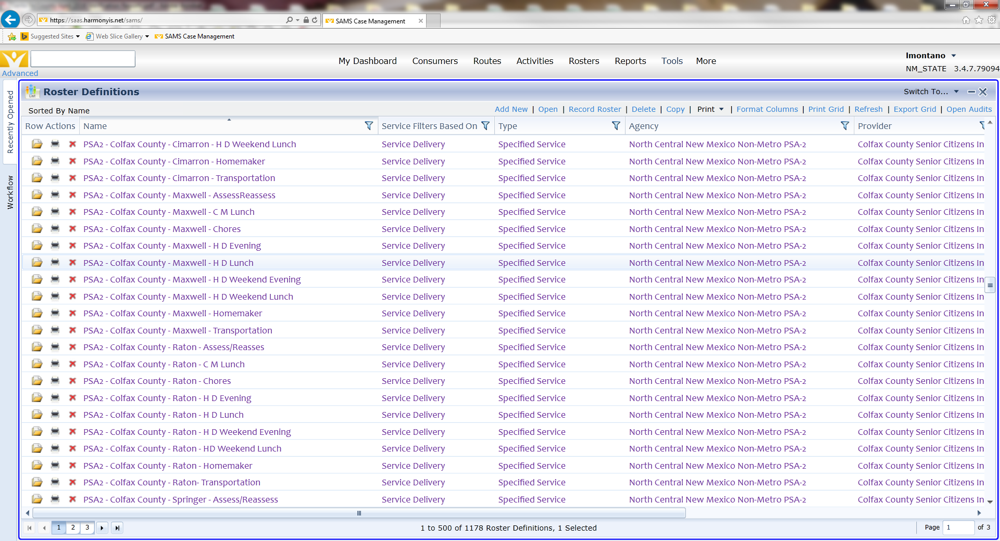 https://saas.harmonyis.net/sams/
SAMS Case Management
Suggested Sites
Web Slice Gallery
SAMS Case Management
Advanced
My Dashboard Consumers Routes Activities Rosters Reports Tools More
lmontano
NM_STATE 3.4.7.79094
Recently Opened
Workflow
List
Roster Definitions
Switch To...
Sorted By Name
Add New | Open | Record Roster | Delete | Copy | Print | Format Columns | Print Grid | Refresh | Export Grid | Open Audits
Row Actions Name Service Filters Based On Type Agency Provider
PSA2 - Colfax County - Cimarron - H D Weekend Lunch Service Delivery Specified Service North Central New Mexico Non-Metro PSA-2 Colfax County Senior Citizens In
PSA2 - Colfax County - Cimarron - Homemaker Service Delivery Specified Service North Central New Mexico Non-Metro PSA-2 Colfax County Senior Citizens In
PSA2 - Colfax County - Cimarron - Transportation Service Delivery Specified Service North Central New Mexico Non-Metro PSA-2 Colfax County Senior Citizens In
PSA2 - Colfax County - Maxwell - AssessReassess Service Delivery Specified Service North Central New Mexico Non-Metro PSA-2 Colfax County Senior Citizens In
PSA2 - Colfax County - Maxwell - C M Lunch Service Delivery Specified Service North Central New Mexico Non-Metro PSA-2 Colfax County Senior Citizens In
PSA2 - Colfax County - Maxwell - Chores Service Delivery Specified Service North Central New Mexico Non-Metro PSA-2 Colfax County Senior Citizens In
PSA2 - Colfax County - Maxwell - H D Evening Service Delivery Specified Service North Central New Mexico Non-Metro PSA-2 Colfax County Senior Citizens In
PSA2 - Colfax County - Maxwell - H D Lunch Service Delivery Specified Service North Central New Mexico Non-Metro PSA-2 Colfax County Senior Citizens In
PSA2 - Colfax County - Maxwell - H D Weekend Evening Service Delivery Specified Service North Central New Mexico Non-Metro PSA-2 Colfax County Senior Citizens In
PSA2 - Colfax County - Maxwell - H D Weekend Lunch Service Delivery Specified Service North Central New Mexico Non-Metro PSA-2 Colfax County Senior Citizens In
PSA2 - Colfax County - Maxwell - Homemaker Service Delivery Specified Service North Central New Mexico Non-Metro PSA-2 Colfax County Senior Citizens In
PSA2 - Colfax County - Maxwell - Transportation Service Delivery Specified Service North Central New Mexico Non-Metro PSA-2 Colfax County Senior Citizens In
PSA2 - Colfax County - Raton - Assess/Reasses Service Delivery Specified Service North Central New Mexico Non-Metro PSA-2 Colfax County Senior Citizens In
PSA2 - Colfax County - Raton - C M Lunch Service Delivery Specified Service North Central New Mexico Non-Metro PSA-2 Colfax County Senior Citizens In
PSA2 - Colfax County - Raton - Chores Service Delivery Specified Service North Central New Mexico Non-Metro PSA-2 Colfax County Senior Citizens In
PSA2 - Colfax County - Raton - H D Evening Service Delivery Specified Service North Central New Mexico Non-Metro PSA-2 Colfax County Senior Citizens In
PSA2 - Colfax County - Raton - H D Lunch Service Delivery Specified Service North Central New Mexico Non-Metro PSA-2 Colfax County Senior Citizens In
PSA2 - Colfax County - Raton - H D Weekend Evening Service Delivery Specified Service North Central New Mexico Non-Metro PSA-2 Colfax County Senior Citizens In
PSA2 - Colfax County - Raton - HD Weekend Lunch Service Delivery Specified Service North Central New Mexico Non-Metro PSA-2 Colfax County Senior Citizens In
PSA2 - Colfax County - Raton - Homemaker Service Delivery Specified Service North Central New Mexico Non-Metro PSA-2 Colfax County Senior Citizens In
PSA2 - Colfax County - Raton- Transportation Service Delivery Specified Service North Central New Mexico Non-Metro PSA-2 Colfax County Senior Citizens In
PSA2 - Colfax County - Springer - Assess/Reassess Service Delivery Specified Service North Central New Mexico Non-Metro PSA-2 Colfax County Senior Citizens In
1 2 3
1 to 500 of 1178 Roster Definitions, 1 Selected
Page 1 of 3